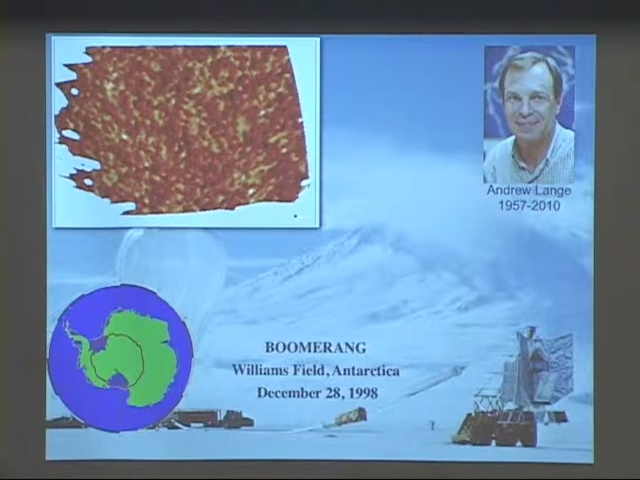 Andrew Lange
1957-2010
BOOMERANG
Williams Field, Antarctica
December 28, 1998